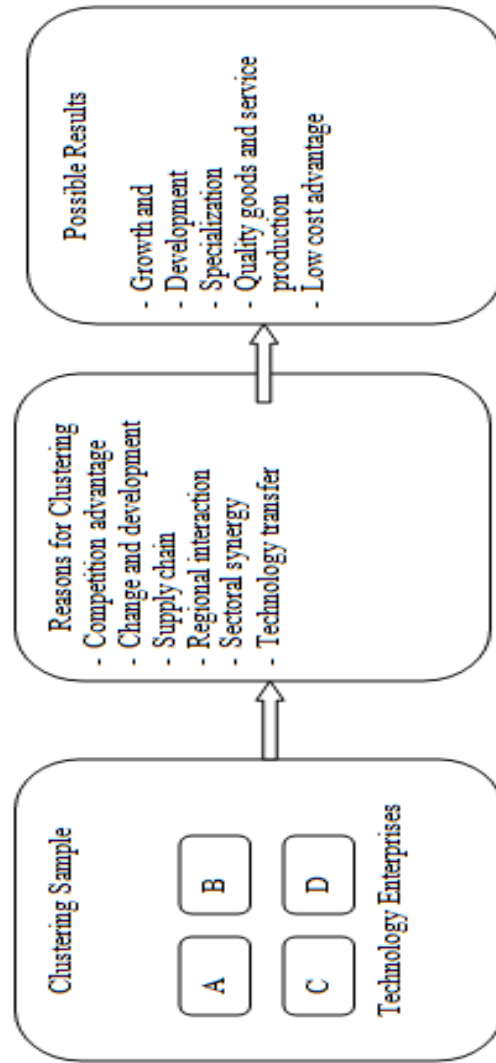 Clustering Sample
A B
C D
Technology Enterprises
Reasons for Clustering
- Competition advantage
- Change and development
- Supply chain
- Regional interaction
- Sectoral synergy
- Technology transfer
Possible Results
- Growth and
- Development
- Specialization
- Quality goods and service
production
- Low cost advantage